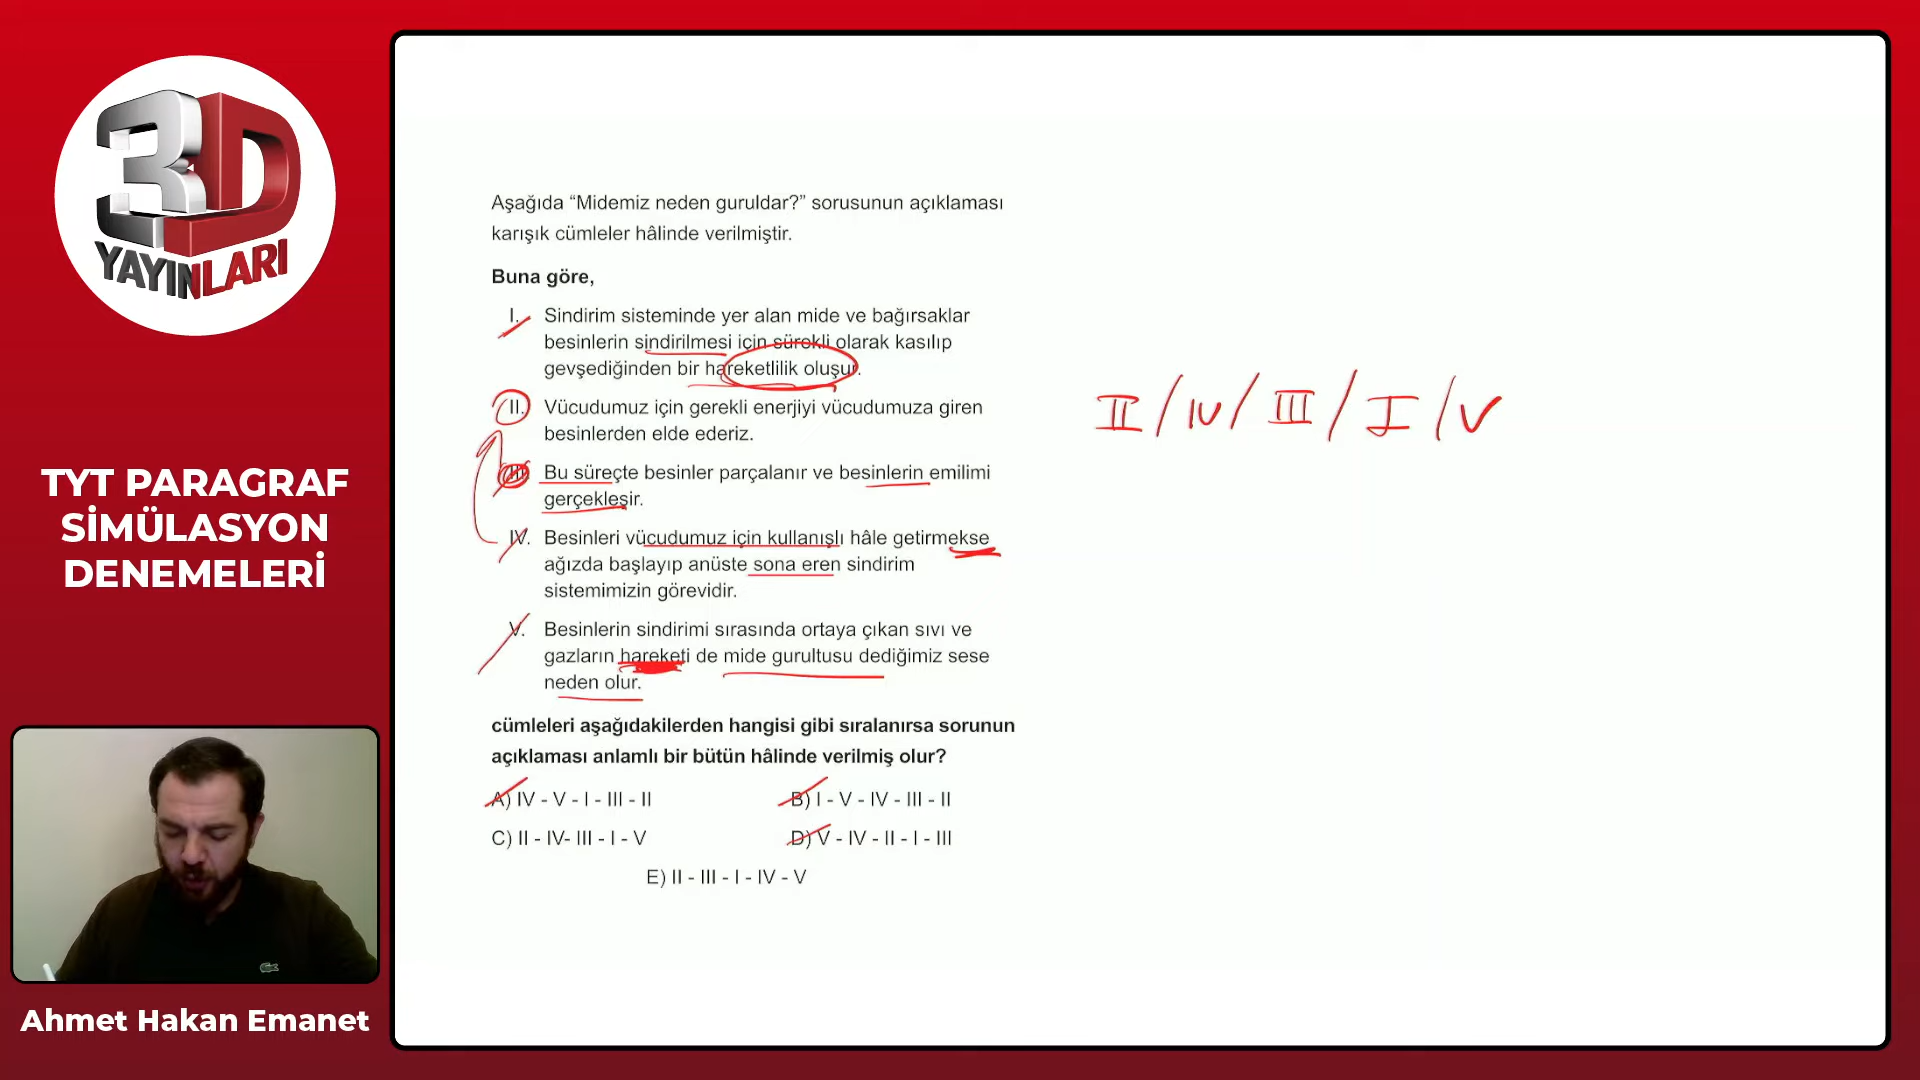 3D
YAYINLARI
TYT PARAGRAF
SİMÜLASYON
DENEMELERİ
Ahmet Hakan Emanet
Aşağıda “Midemiz neden guruldar?” sorusunun açıklaması
karışık cümleler hâlinde verilmiştir.
Buna göre,
I. Sindirim sisteminde yer alan mide ve bağırsaklar
besinlerin sindirilmesi için sürekli olarak kasılıp
gevşediğinden bir hareketlilik oluşur.
II. Vücudumuz için gerekli enerjiyi vücudumuza giren
besinlerden elde ederiz.
III. Bu süreçte besinler parçalanır ve besinlerin emilimi
gerçekleşir.
IV. Besinleri vücudumuz için kullanışlı hâle getirmekse
ağızda başlayıp anüste sona eren sindirim
sistemimizin görevidir.
V. Besinlerin sindirimi sırasında ortaya çıkan sıvı ve
gazların hareketi de mide gurultusu dediğimiz sese
neden olur.
cümleleri aşağıdakilerden hangisi gibi sıralanırsa sorunun
açıklaması anlamlı bir bütün hâlinde verilmiş olur?
A) IV - V - I - III - II
B) I - V - IV - III - II
C) II - IV- III - I - V
D) V - IV - II - I - III
E) II - III - I - IV - V
II / IV / III / I / V